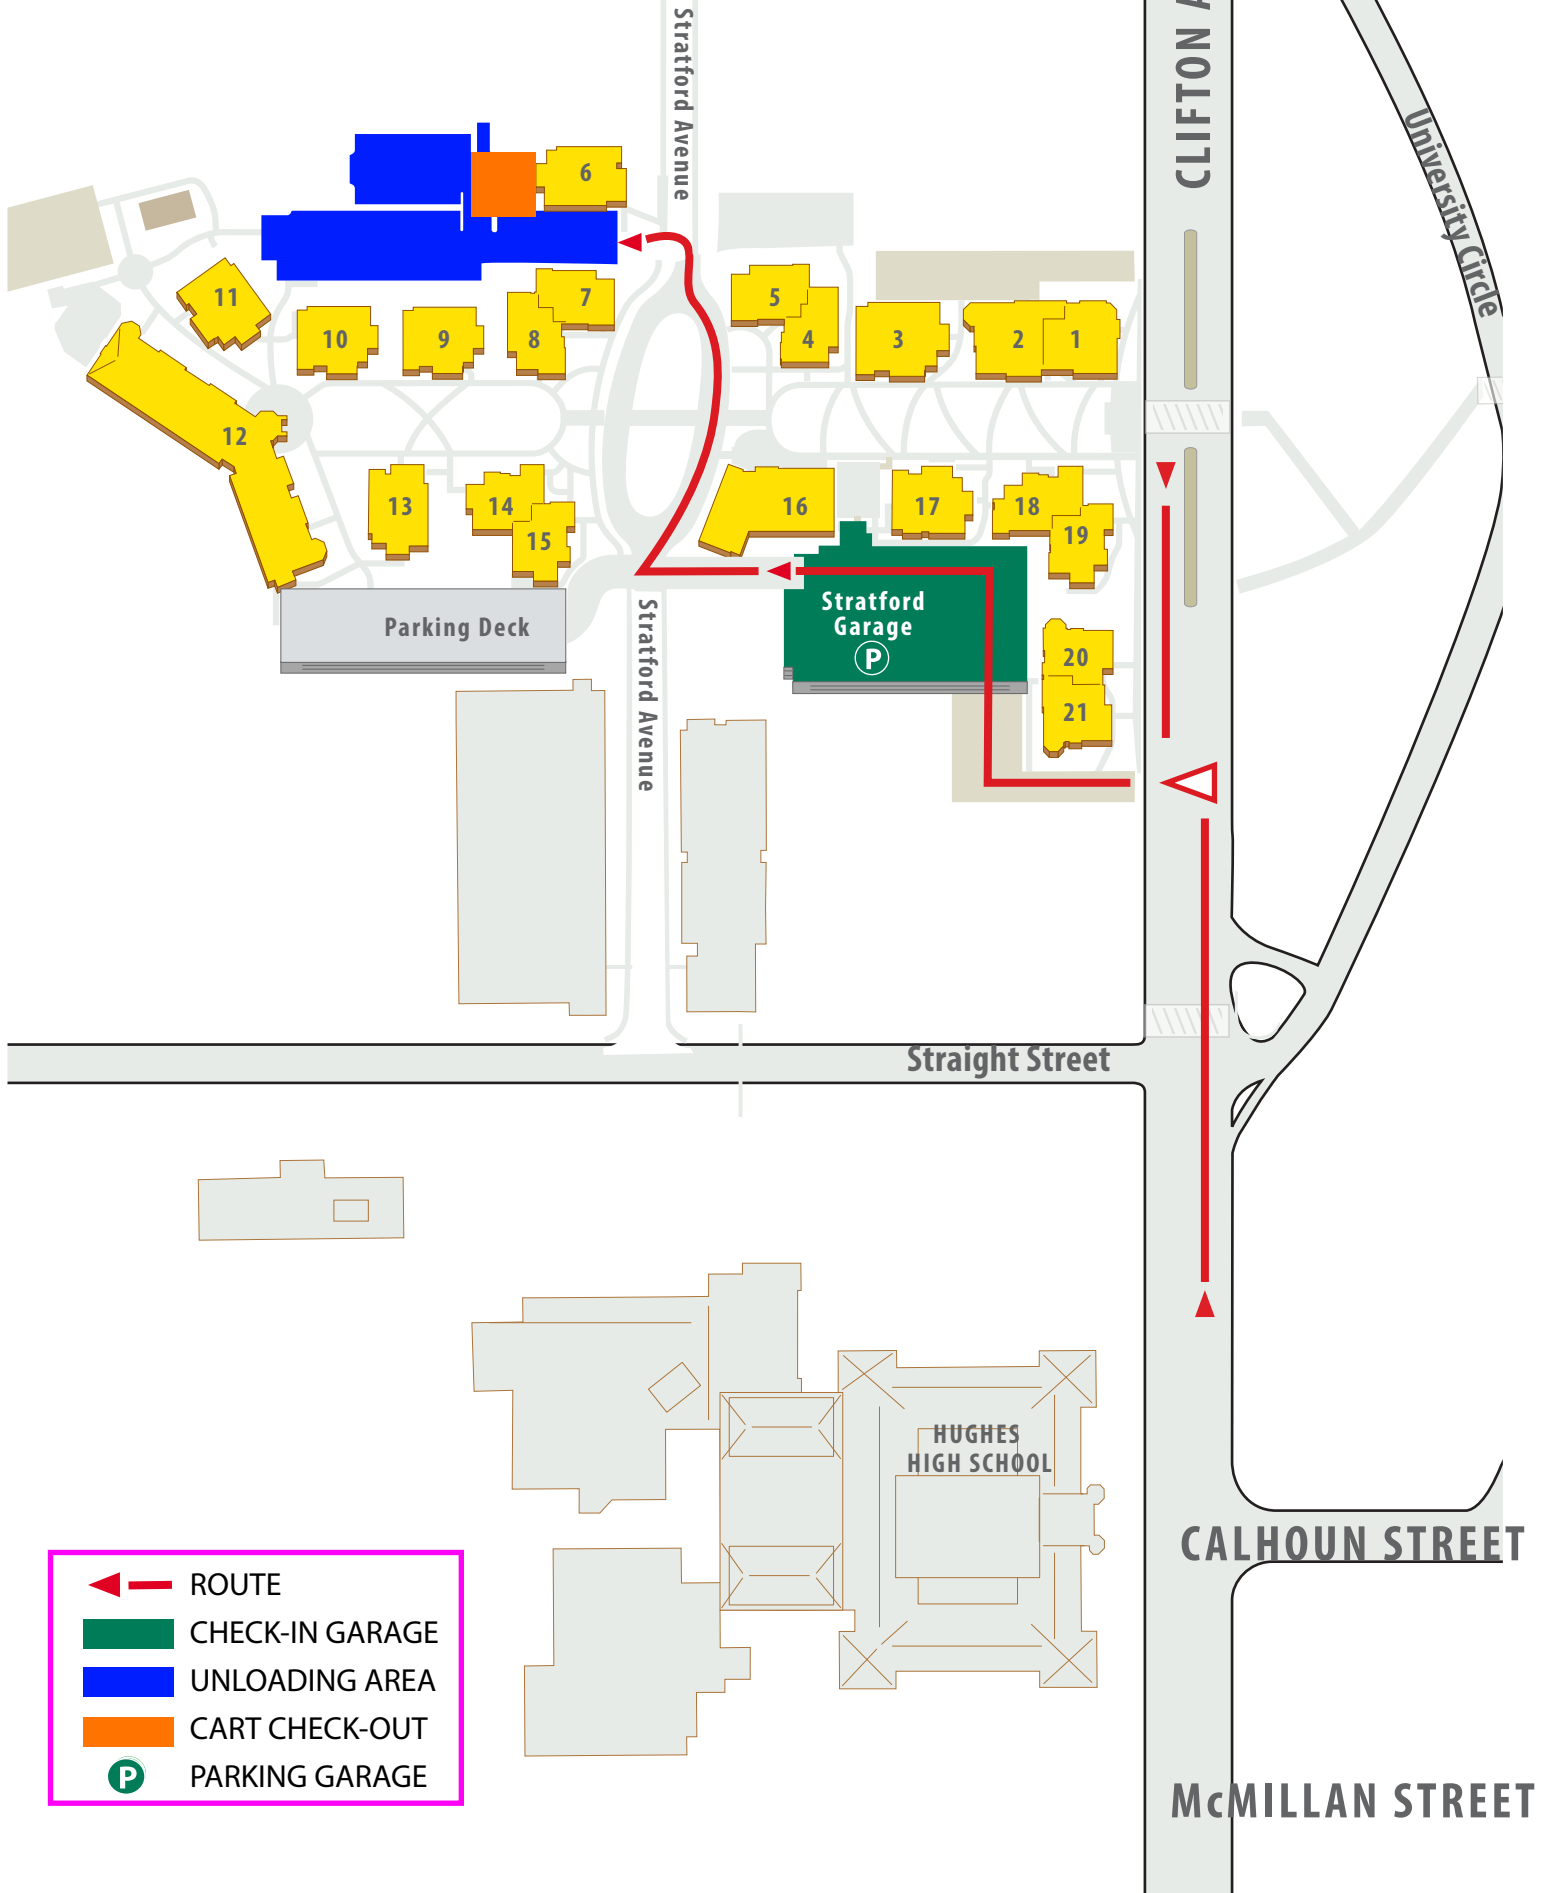 Stratford Avenue
CLIFTON A
University Circle
6
11
10
9
8
7
5
4
3
2
1
12
13
14
15
16
17
18
19
Stratford
Garage
P
Parking Deck
20
21
Stratford Avenue
Straight Street
HUGHES
HIGH SCHOOL
CALHOUN STREET
ROUTE
CHECK-IN GARAGE
UNLOADING AREA
CART CHECK-OUT
P PARKING GARAGE
McMILLAN STREET